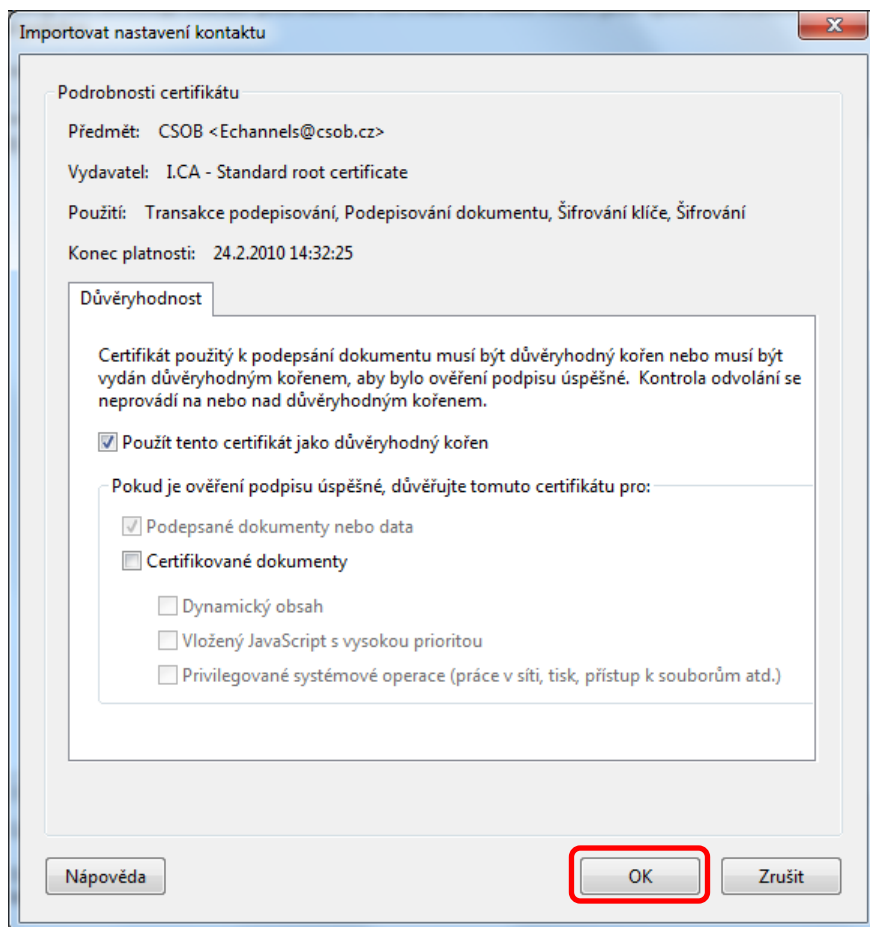 Importovat nastavení kontaktu
Podrobnosti certifikátu
Předmět: CSOB <Echannels@csob.cz>
Vydavatel: I.CA - Standard root certificate
Použití: Transakce podepisování, Podepisování dokumentu, Šifrování klíče, Šifrování
Konec platnosti: 24.2.2010 14:32:25
Důvěryhodnost
Certifikát použitý k podepsání dokumentu musí být důvěryhodný kořen nebo musí být
vydán důvěryhodným kořenem, aby bylo ověření podpisu úspěšné. Kontrola odvolání se
neprovádí na nebo nad důvěryhodným kořenem.
Použít tento certifikát jako důvěryhodný kořen
Pokud je ověření podpisu úspěšné, důvěřujte tomuto certifikátu pro:
Podepsané dokumenty nebo data
Certifikované dokumenty
Dynamický obsah
Vložený JavaScript s vysokou prioritou
Privilegované systémové operace (práce v síti, tisk, přístup k souborům atd.)
Nápověda OK Zrušit